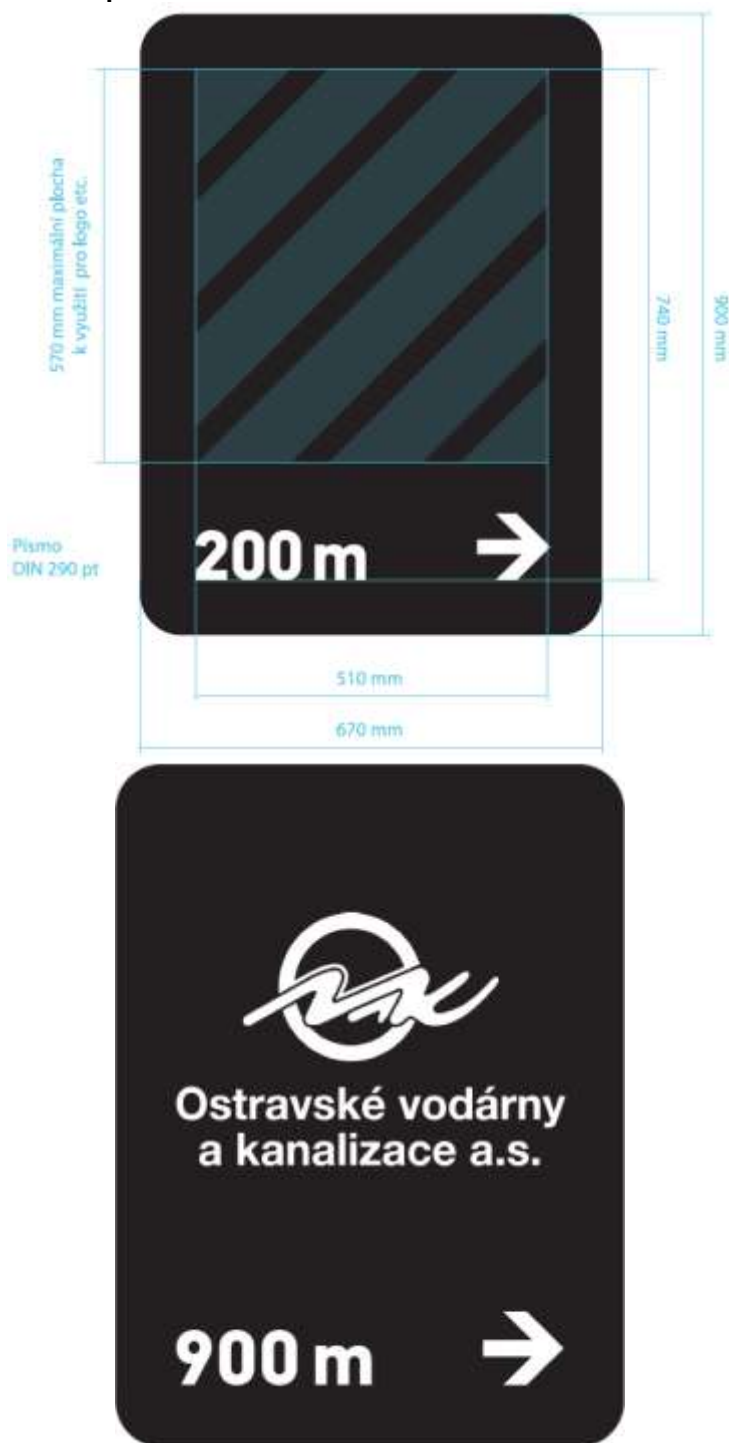 570 mm maximální plocha
k využití pro logo etc.
740 mm
900 mm
Písmo
DIN 290 pt
200 m
510 mm
670 mm
Ostravské vodárny
a kanalizace a.s.
900 m